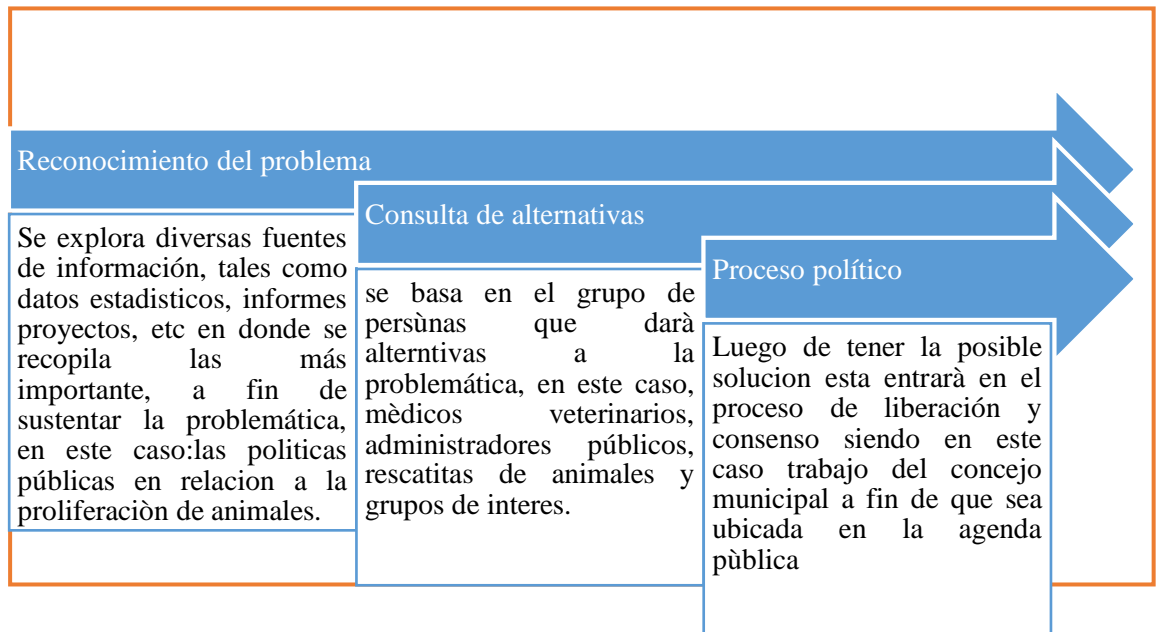 Reconocimiento del problema
Se explora diversas fuentes
de información, tales como
datos estadisticos, informes
proyectos, etc en donde se
recopila las más
importante, a fin de
sustentar la problemática,
en este caso:las politicas
públicas en relacion a la
proliferaciòn de animales.
Consulta de alternativas
se basa en el grupo de
persùnas que darà
alterntivas a la
problemática, en este caso,
mèdicos veterinarios,
administradores públicos,
rescatitas de animales y
grupos de interes.
Proceso político
Luego de tener la posible
solucion esta entrarà en el
proceso de liberación y
consenso siendo en este
caso trabajo del concejo
municipal a fin de que sea
ubicada en la agenda
pùblica